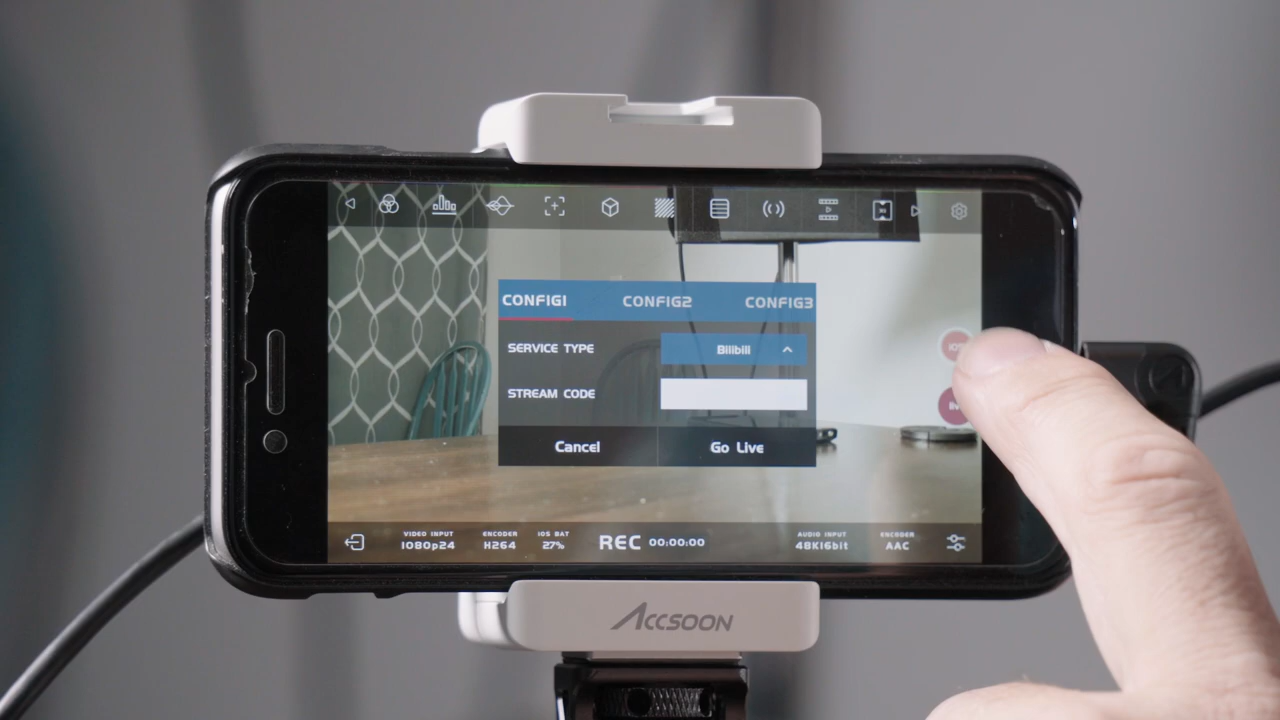 CONFIG1 CONFIG2 CONFIG3
SERVICE TYPE Bilibili
STREAM CODE
Cancel Go Live
VIDEO INPUT ENCODER IOS BAT AUDIO INPUT ENCODER
1080p24 H264 27% REC 00:00:00 48K16bit AAC
ACCSOON